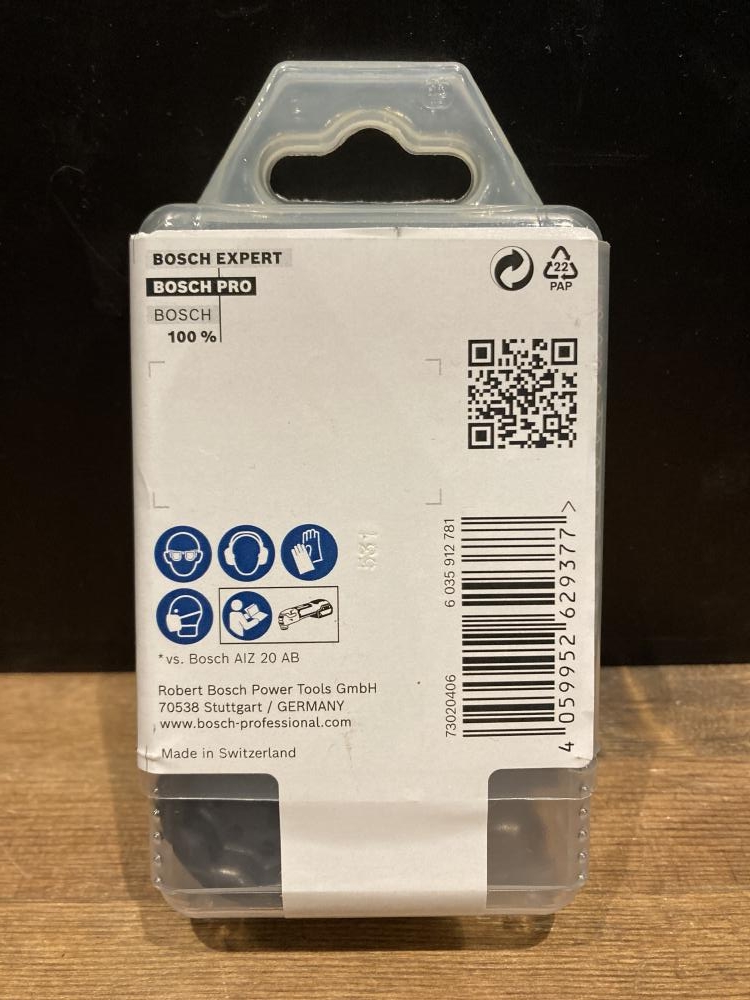 BOSCH EXPERT
BOSCH PRO
BOSCH
100 %
22
PAP
531
6 035 912 781
73020406
4 059952 629377 >
* vs. Bosch AIZ 20 AB
Robert Bosch Power Tools GmbH
70538 Stuttgart / GERMANY
www.bosch-professional.com
Made in Switzerland